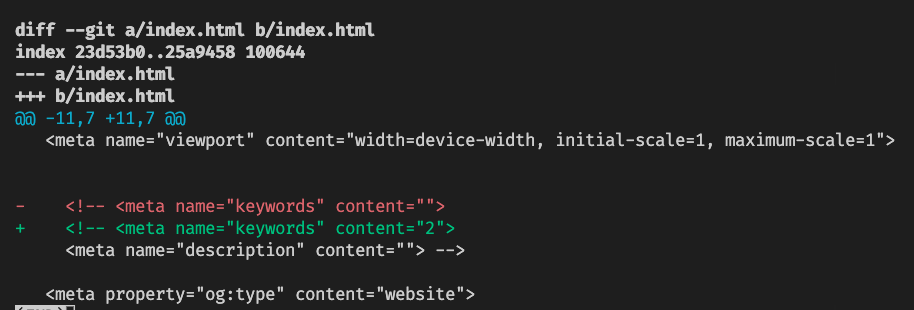 diff --git a/index.html b/index.html
index 23d53b0..25a9458 100644
--- a/index.html
+++ b/index.html
@@ -11,7 +11,7 @@
   <meta name="viewport" content="width=device-width, initial-scale=1, maximum-scale=1">
-    <!-- <meta name="keywords" content="">
+    <!-- <meta name="keywords" content="2">
     <meta name="description" content=""> -->
   <meta property="og:type" content="website">